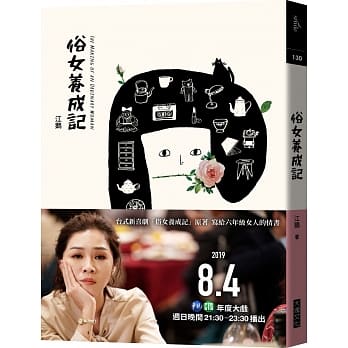 俗女養成記
THE MAKING OF AN ORDINARY WOMAN
江鵝
台式新喜劇「俗女養成記」原著 寫給六年級女人的情書
2019
8.4
年度大戲
週日晚間21:30-23:30播出
smile
130
俗女養成記
江鵝 著